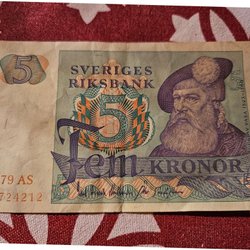 5
SVERIGES
RIKSBANK
5
Fem KRONOR
79 AS
724212